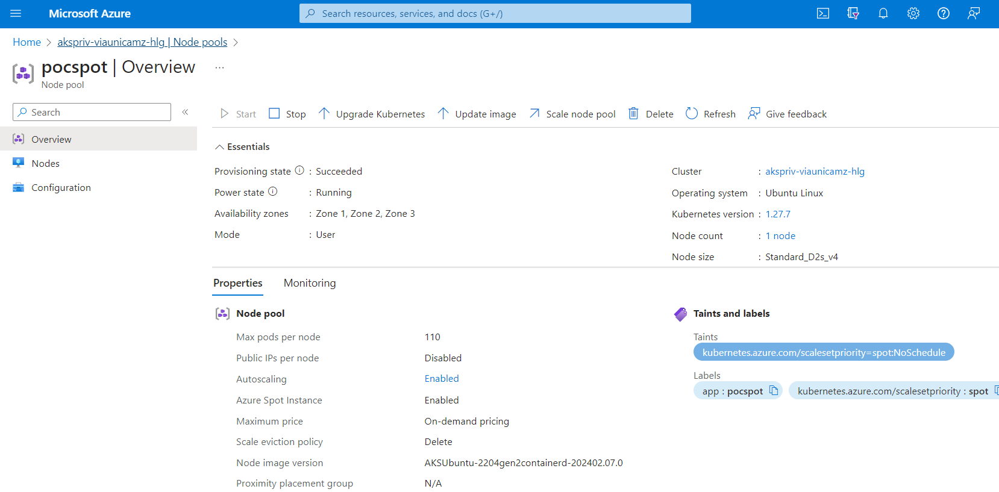 Microsoft Azure
Search resources, services, and docs (G+/)
Home > akspriv-viaunicamz-hlg | Node pools >
pocspot | Overview ...
Node pool
Search «
Overview
Nodes
Configuration
Start Stop Upgrade Kubernetes Update image Scale node pool Delete Refresh Give feedback
Essentials
Provisioning state : Succeeded
Power state : Running
Availability zones : Zone 1, Zone 2, Zone 3
Mode : User
Cluster : akspriv-viaunicamz-hlg
Operating system : Ubuntu Linux
Kubernetes version : 1.27.7
Node count : 1 node
Node size : Standard_D2s_v4
Properties Monitoring
Node pool
Max pods per node 110
Public IPs per node Disabled
Autoscaling Enabled
Azure Spot Instance Enabled
Maximum price On-demand pricing
Scale eviction policy Delete
Node image version AKSUbuntu-2204gen2containerd-202402.07.0
Proximity placement group N/A
Taints and labels
Taints
kubernetes.azure.com/scalesetpriority=spot:NoSchedule
Labels
app : pocspot kubernetes.azure.com/scalesetpriority : spot